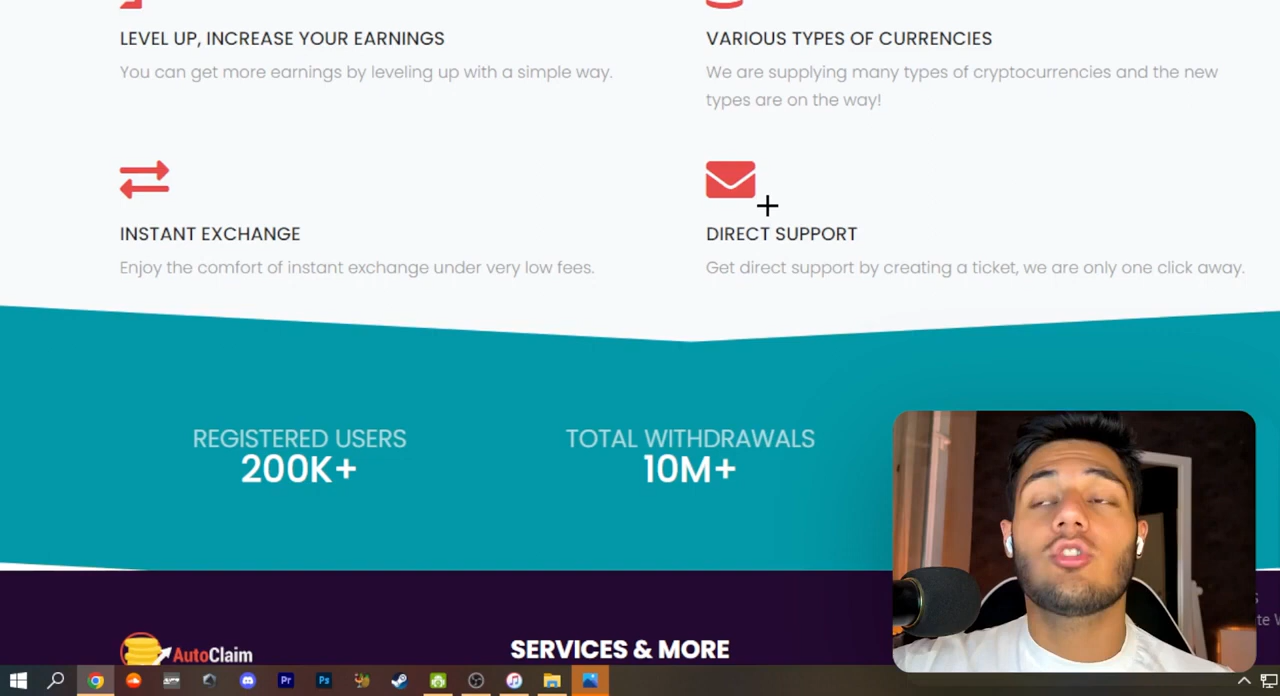 LEVEL UP, INCREASE YOUR EARNINGS
You can get more earnings by leveling up with a simple way.
VARIOUS TYPES OF CURRENCIES
We are supplying many types of cryptocurrencies and the new
types are on the way!
INSTANT EXCHANGE
Enjoy the comfort of instant exchange under very low fees.
DIRECT SUPPORT
Get direct support by creating a ticket, we are only one click away.
REGISTERED USERS
200K+
TOTAL WITHDRAWALS
10M+
AutoClaim
SERVICES & MORE
Pr
Ps